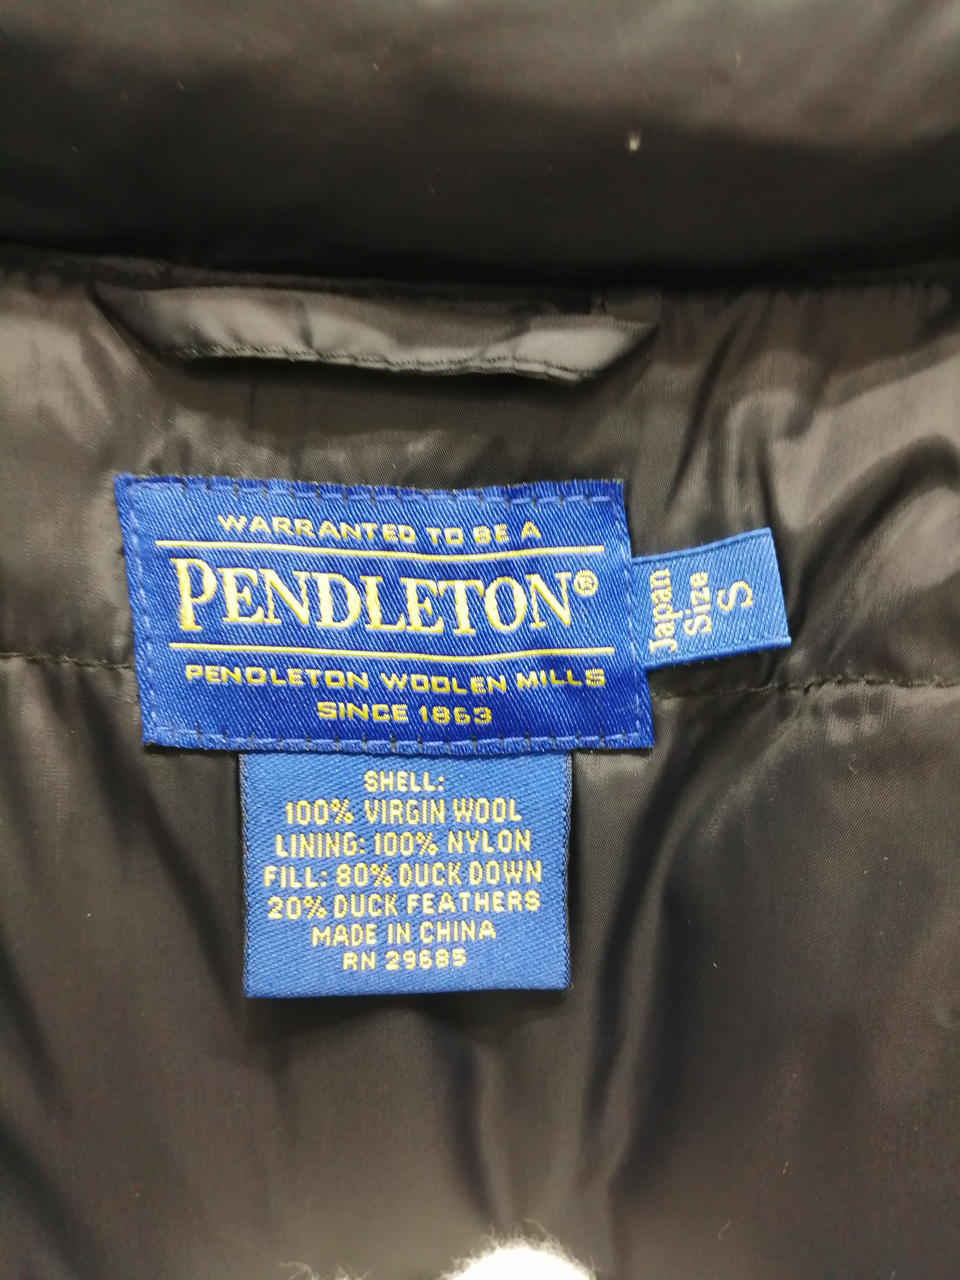 WARRANTED TO BE A
PENDLETON®
PENDLETON WOOLEN MILLS
SINCE 1863
Japan
Size
S
SHELL:
100% VIRGIN WOOL
LINING: 100% NYLON
FILL: 80% DUCK DOWN
20% DUCK FEATHERS
MADE IN CHINA
RN 29685